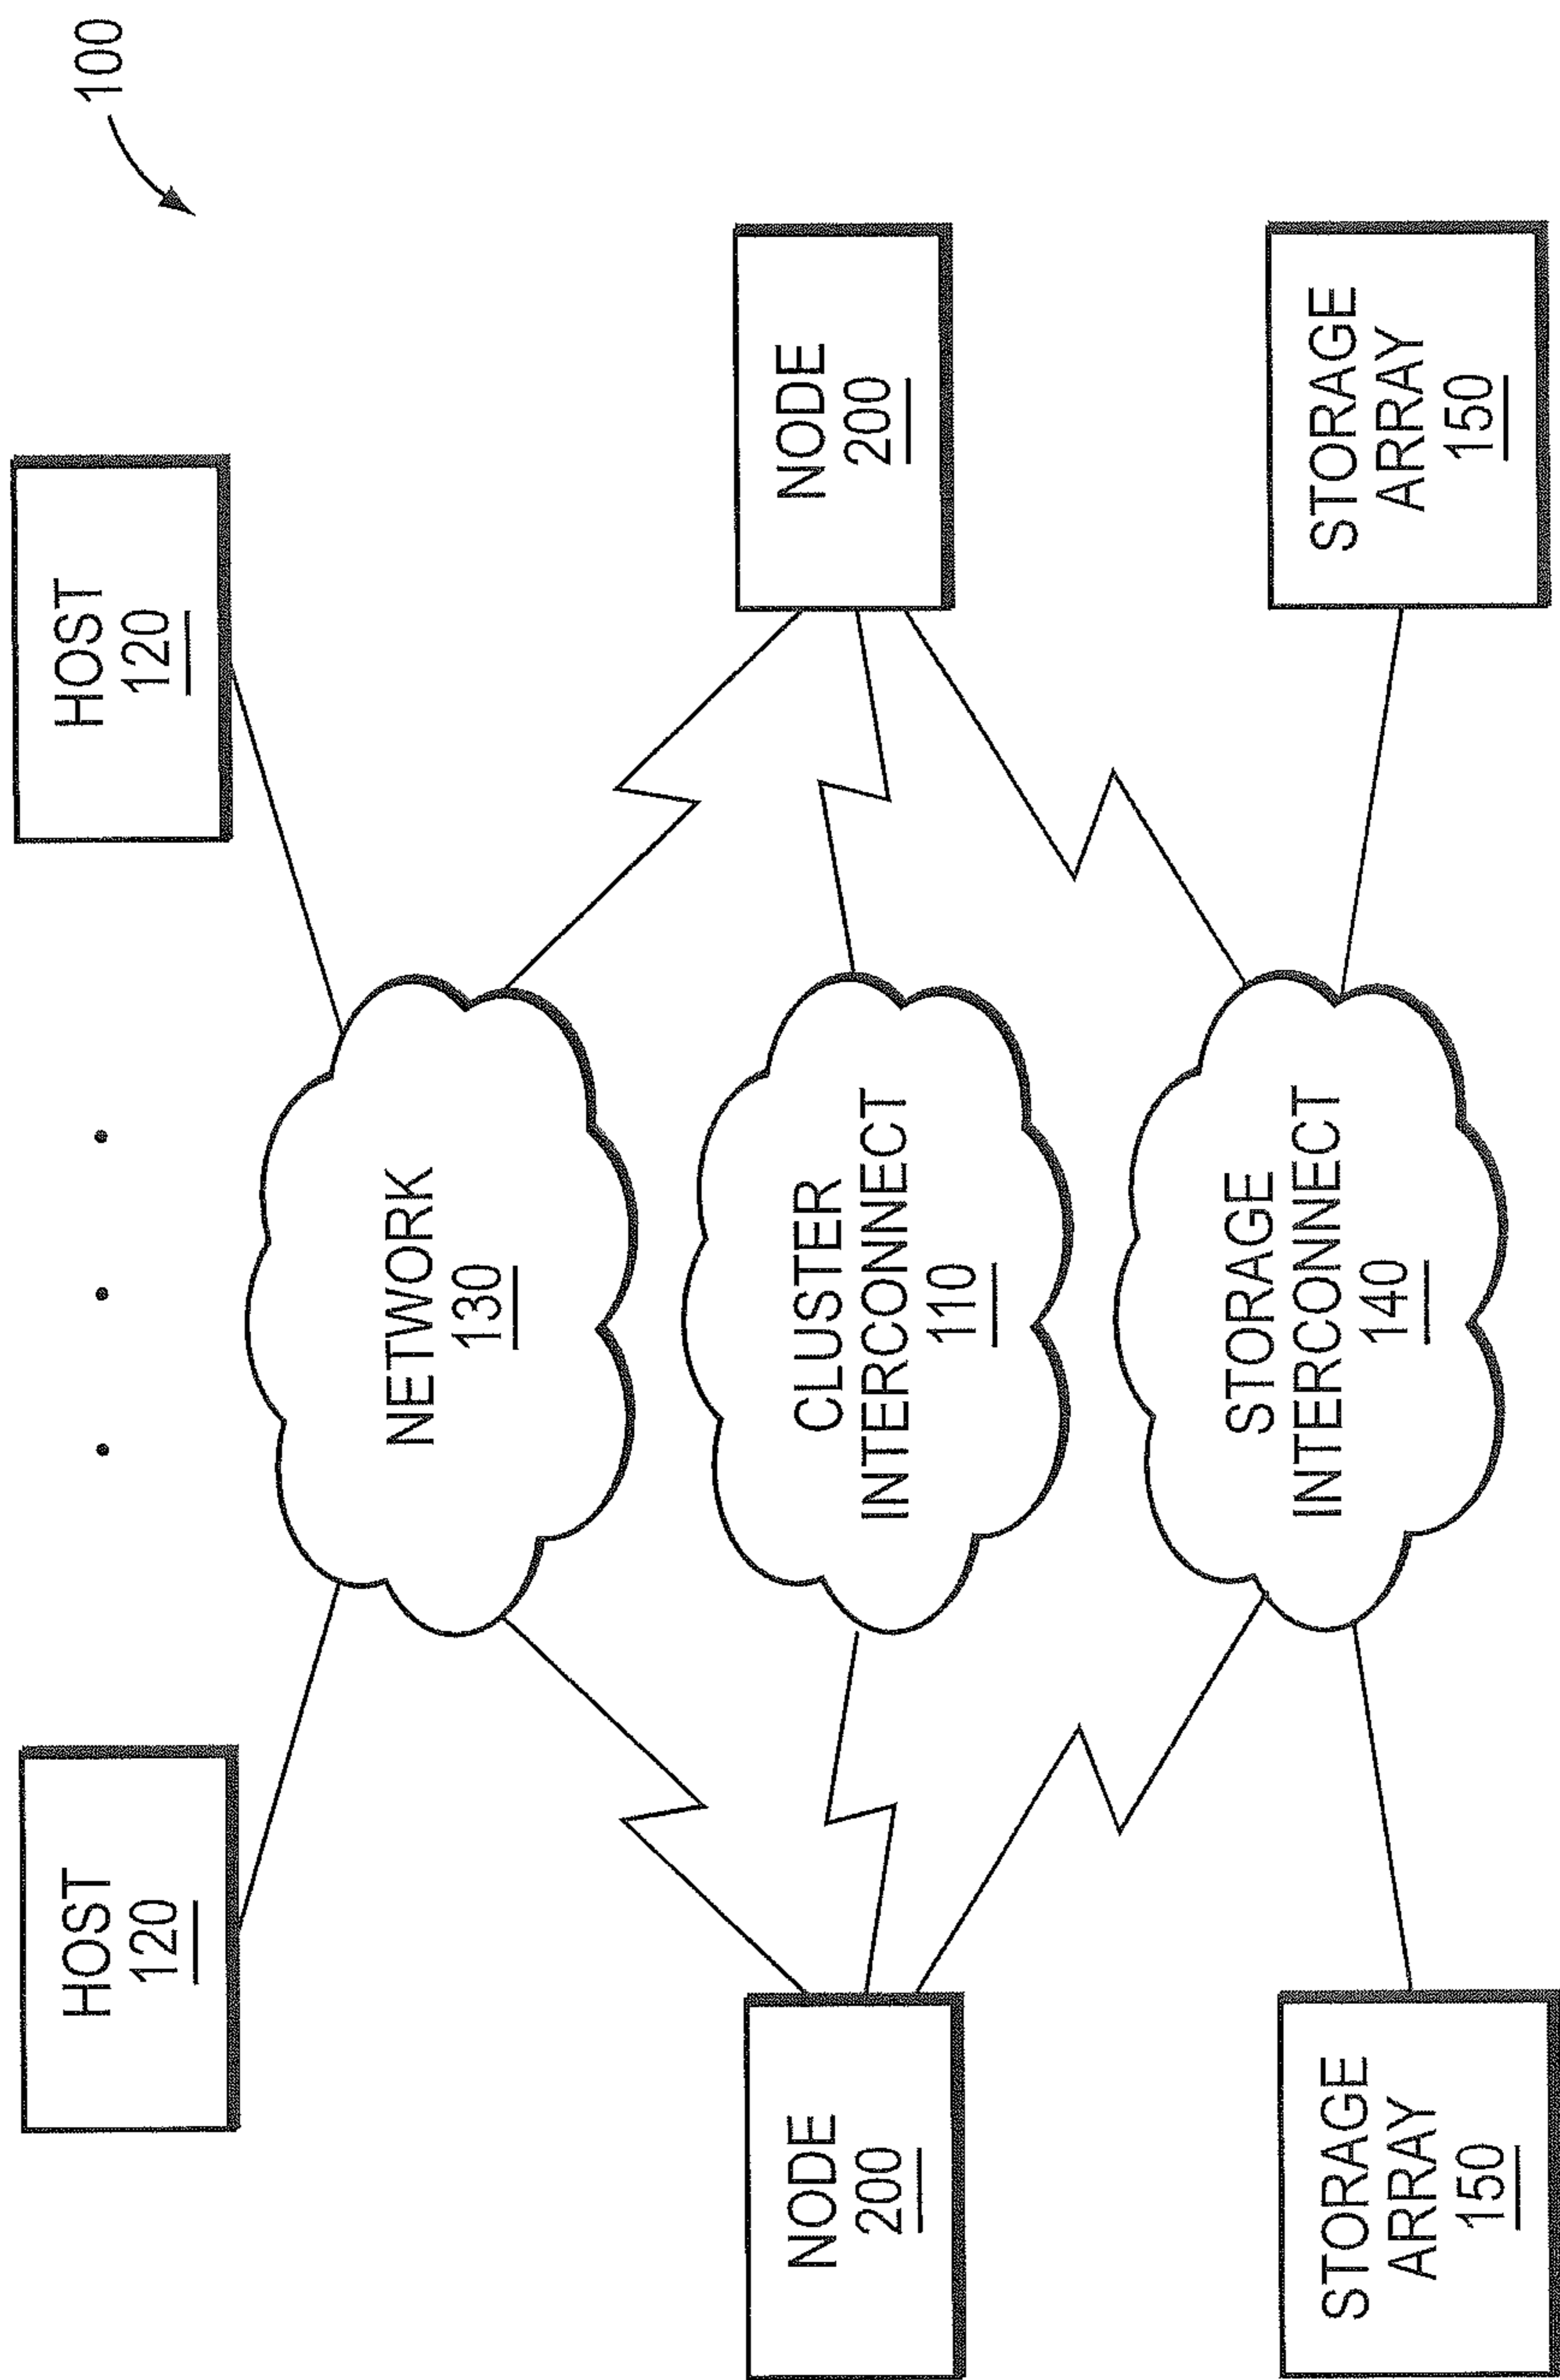 100
HOST
120
. . .
HOST
120
NETWORK
130
NODE
200
CLUSTER
INTERCONNECT
110
NODE
200
STORAGE
INTERCONNECT
140
STORAGE
ARRAY
150
STORAGE
ARRAY
150